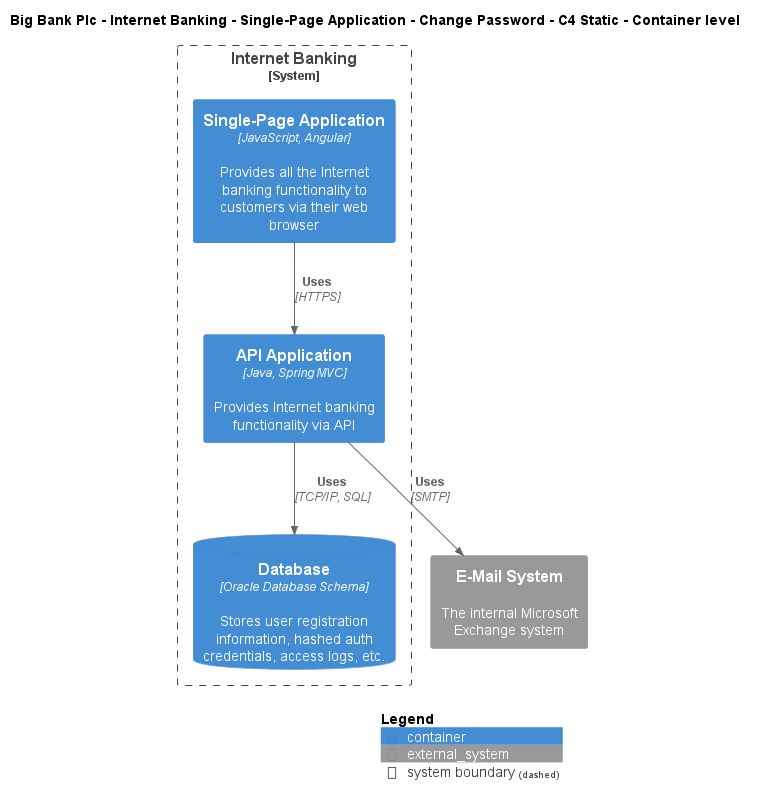 Big Bank Plc - Internet Banking - Single-Page Application - Change Password - C4 Static - Container level
Internet Banking
[System]
Single-Page Application
[JavaScript, Angular]
Provides all the Internet
banking functionality to
customers via their web
browser
Uses
[HTTPS]
API Application
[Java, Spring MVC]
Provides Internet banking
functionality via API
Uses
[TCP/IP, SQL]
Uses
[SMTP]
Database
[Oracle Database Schema]
Stores user registration
information, hashed auth
credentials, access logs, etc.
E-Mail System
The internal Microsoft
Exchange system
Legend
container
external_system
system boundary (dashed)